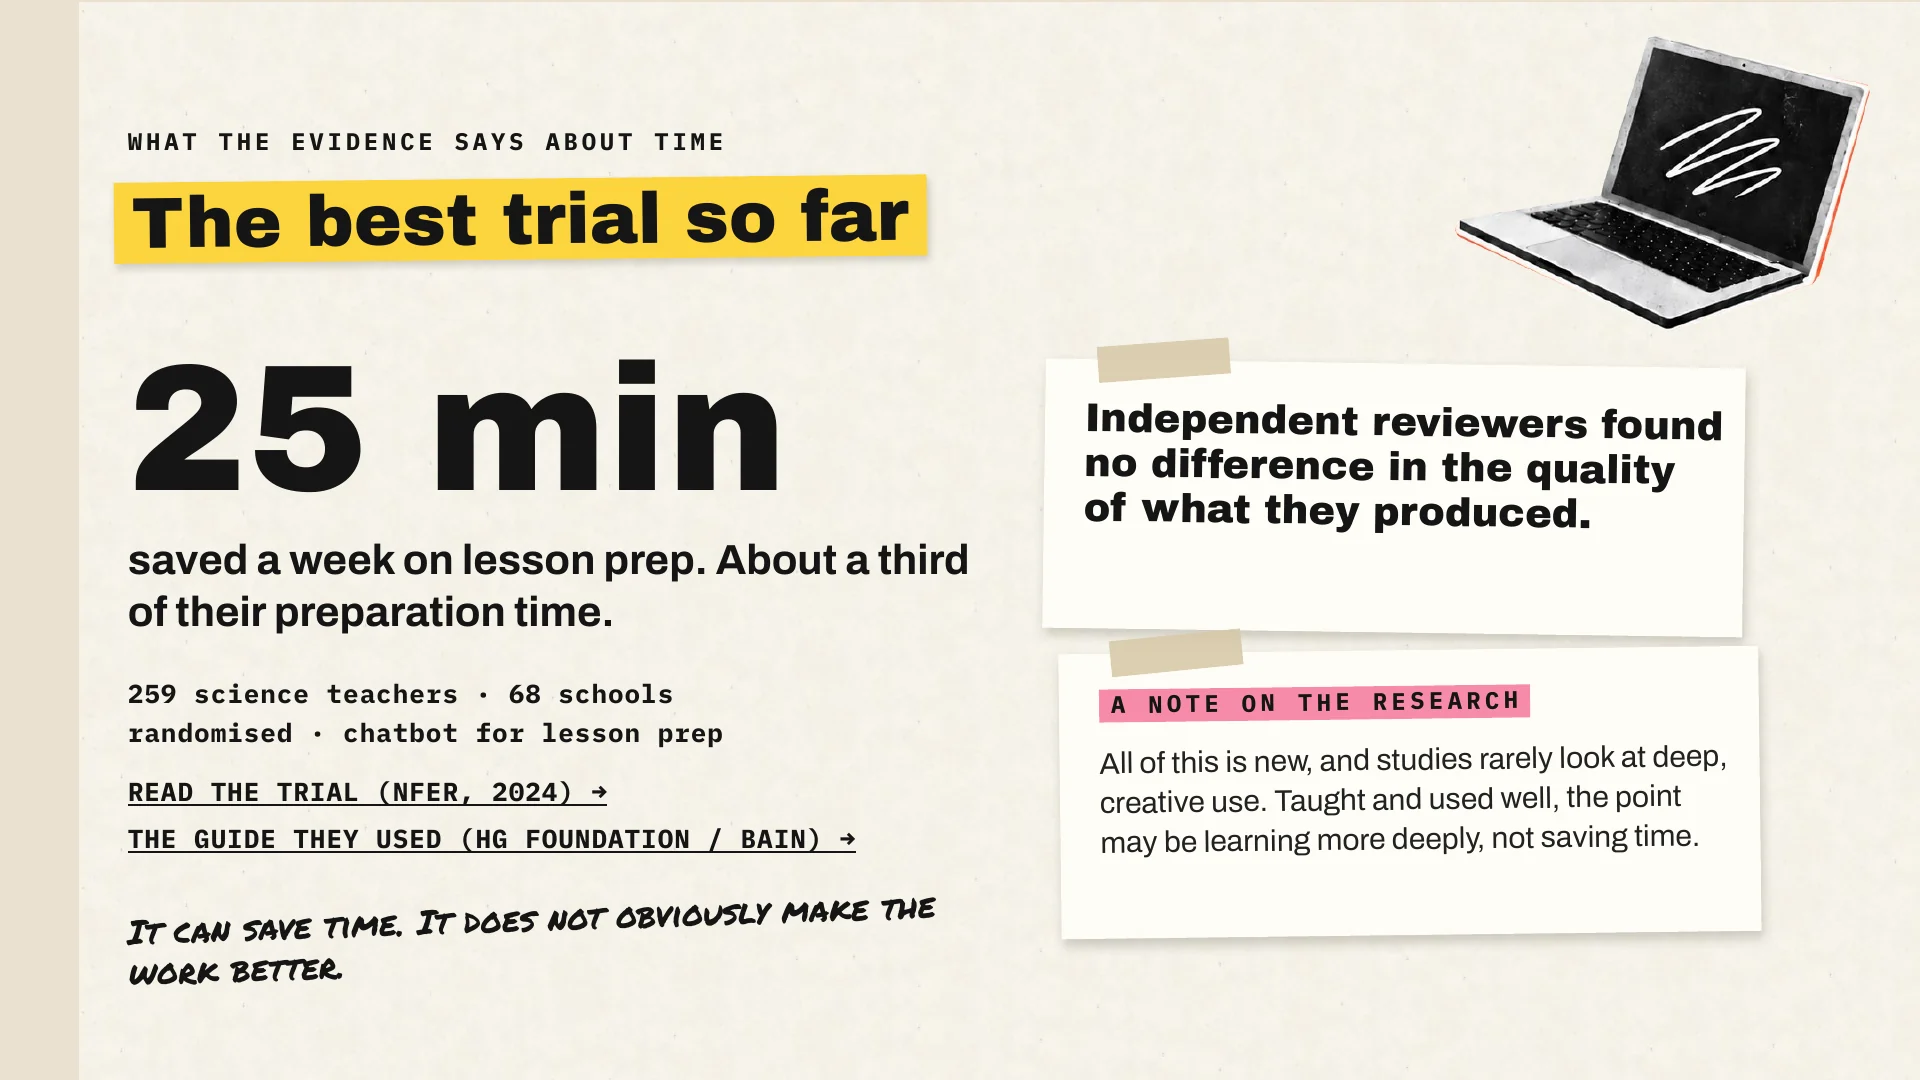 WHAT THE EVIDENCE SAYS ABOUT TIME
The best trial so far
25 min
saved a week on lesson prep. About a third
of their preparation time.
259 science teachers · 68 schools
randomised · chatbot for lesson prep
READ THE TRIAL (NFER, 2024) →
THE GUIDE THEY USED (HG FOUNDATION / BAIN) →
It can save time. It does not obviously make the
work better.
Independent reviewers found
no difference in the quality
of what they produced.
A NOTE ON THE RESEARCH
All of this is new, and studies rarely look at deep,
creative use. Taught and used well, the point
may be learning more deeply, not saving time.